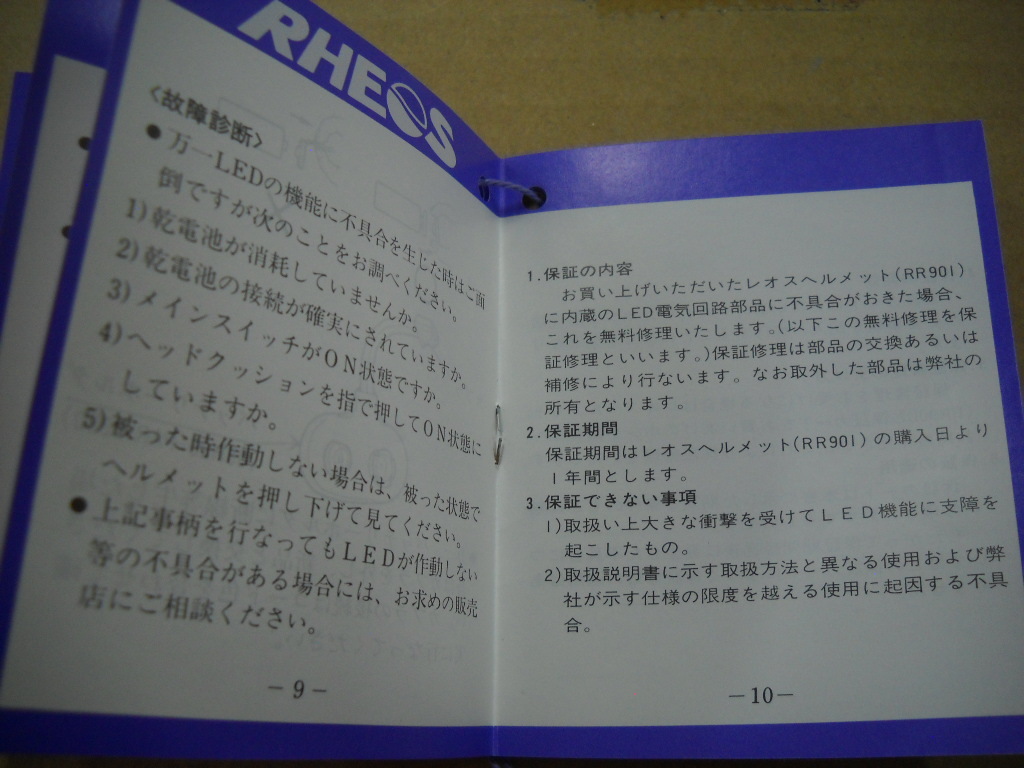 RHEOS
〈故障診断〉
●万一LEDの機能に不具合を生じた時はご面
倒ですが次のことをお調べください。
1)乾電池が消耗していませんか。
2)乾電池の接続が確実にされていますか。
3)メインスイッチがON状態ですか。
4)ヘッドクッションを指で押してON状態に
していますか。
5)被った時作動しない場合は、被った状態で
ヘルメットを押し下げて見てください。
●上記事柄を行なってもLEDが作動しない
等の不具合がある場合には、お求めの販売
店にご相談ください。
－9－
1.保証の内容
お買い上げいただいたレオスヘルメット(RR901)
に内蔵のLED電気回路部品に不具合がおきた場合、
これを無料修理いたします。(以下この無料修理を保
証修理といいます。)保証修理は部品の交換あるいは
補修により行ないます。なお取外した部品は弊社の
所有となります。
2.保証期間
保証期間はレオスヘルメット(RR901)の購入日より
1年間とします。
3.保証できない事項
1)取扱い上大きな衝撃を受けてLED機能に支障を
起こしたもの。
2)取扱説明書に示す取扱方法と異なる使用および弊
社が示す仕様の限度を越える使用に起因する不具
合。
－10－